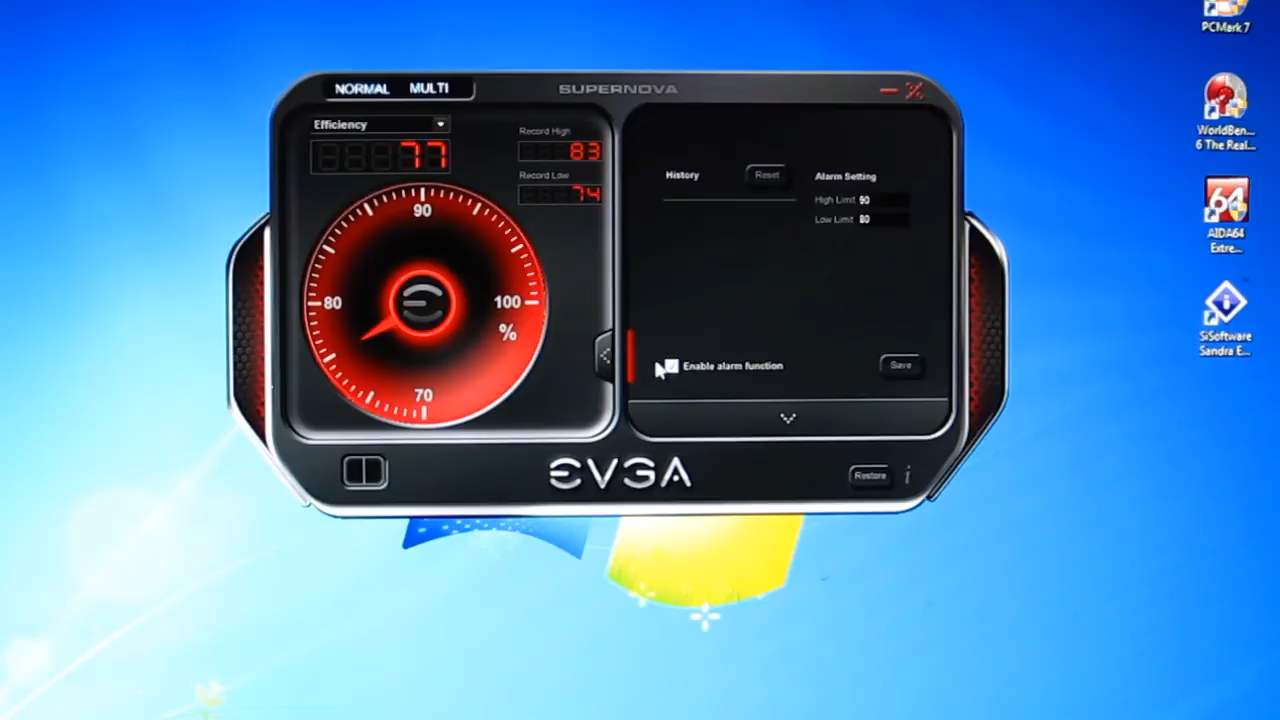 NORMAL MULTI
SUPERNOVA
Efficiency
77
Record High
83
Record Low
74
90
80
100
%
70
History
Reset
Alarm Setting
High Limit 90
Low Limit 80
Enable alarm function
Save
EVGA
Restore
i
PCMark 7
WorldBen...
6 The Real...
64
AIDA64
Extre...
SiSoftware
Sandra E...